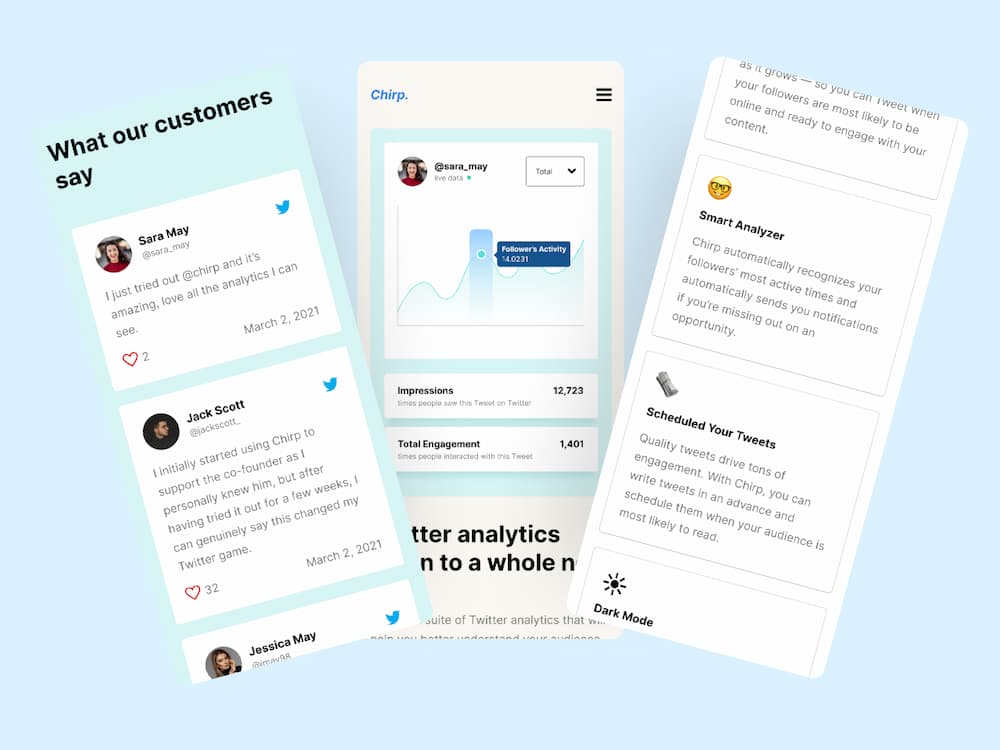 What our customers
say
Sara May
@sara_may
I just tried out @chirp and it's
amazing, love all the analytics I can
see.
March 2, 2021
2
Jack Scott
@jackscott_
I initially started using Chirp to
support the co-founder as I
personally knew him, but after
having tried it out for a few weeks, I
can genuinely say this changed my
Twitter game.
March 2, 2021
32
Jessica May
@jmay98
Chirp.
@sara_may
live data
Total
Follower's Activity
14.0231
Impressions
12,723
times people saw this Tweet on Twitter
Total Engagement
1,401
times people interacted with this Tweet
tter analytics
n to a whole n
suite of Twitter analytics that wi
help you better understand your audience
as it grows — so you can Tweet when
your followers are most likely to be
online and ready to engage with your
content.
Smart Analyzer
Chirp automatically recognizes your
followers' most active times and
automatically sends you notifications
if you're missing out on an
opportunity.
Scheduled Your Tweets
Quality tweets drive tons of
engagement. With Chirp, you can
write tweets in an advance and
schedule them when your audience is
most likely to read.
Dark Mode